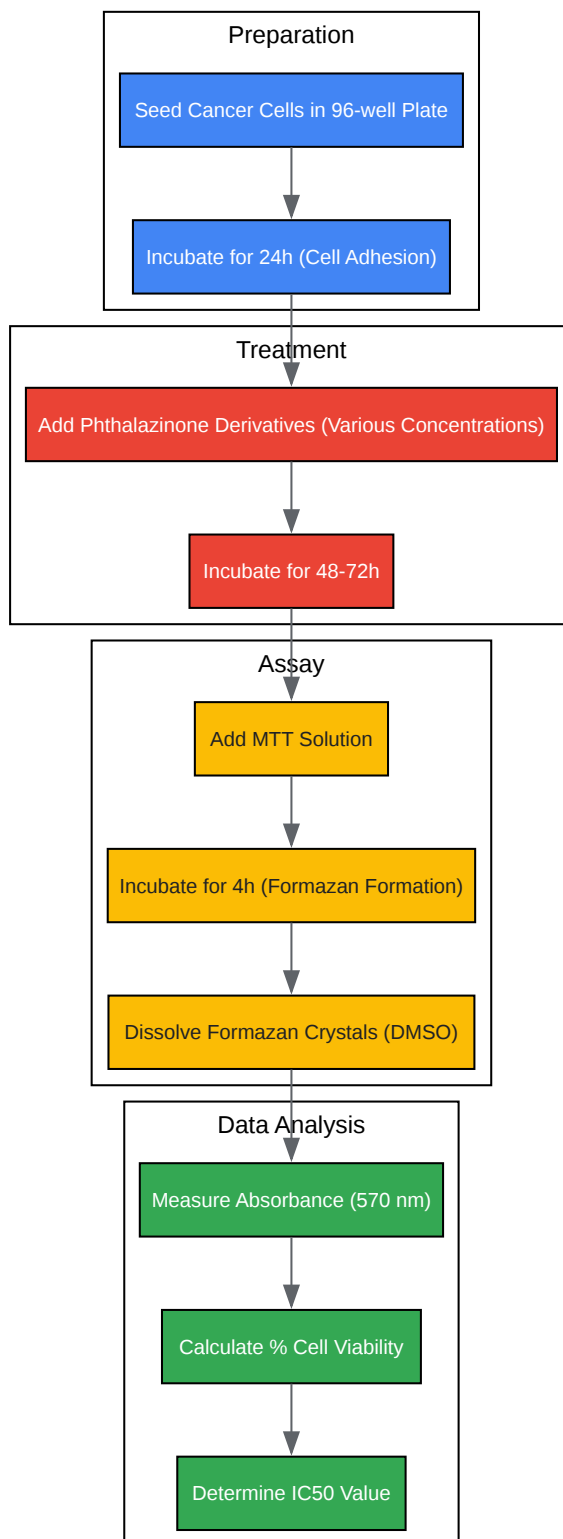 Preparation
Seed Cancer Cells in 96-well Plate
Incubate for 24h (Cell Adhesion)
Treatment
Add Phthalazinone Derivatives (Various Concentrations)
Incubate for 48-72h
Assay
Add MTT Solution
Incubate for 4h (Formazan Formation)
Dissolve Formazan Crystals (DMSO)
Data Analysis
Measure Absorbance (570 nm)
Calculate % Cell Viability
Determine IC50 Value